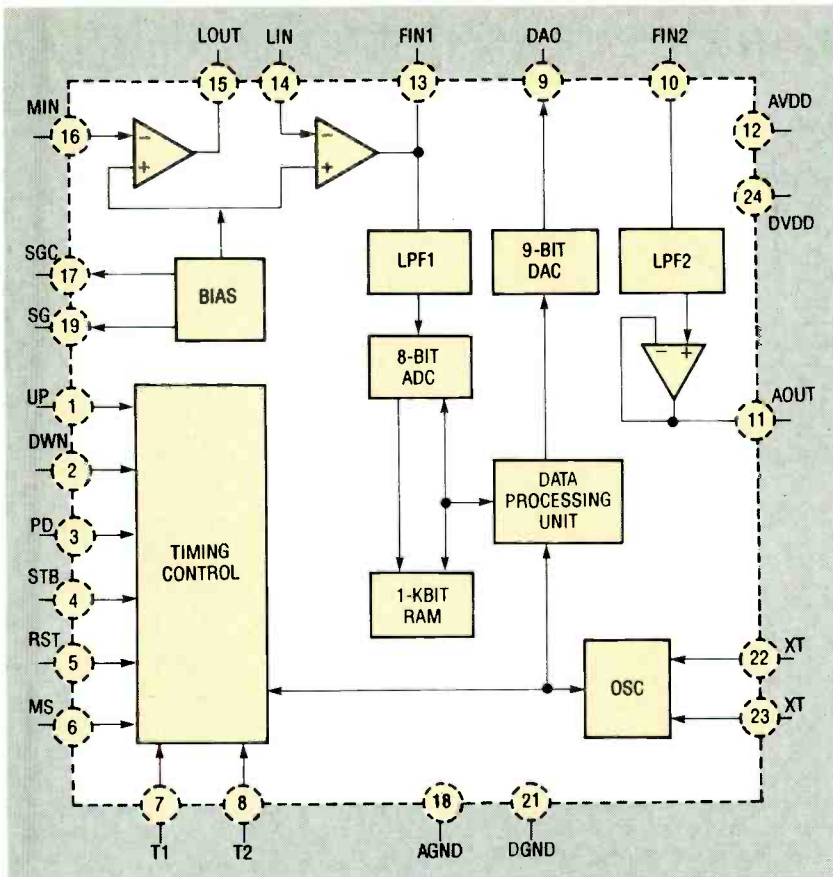 LOUT LIN FIN1 DAO FIN2
15 14 13 9 10
MIN
16
AVDD
12
24
DVDD
SGC
17
SG
19
BIAS
LPF1
9-BIT
DAC
LPF2
8-BIT
ADC
AOUT
11
UP
1
DWN
2
PD
3
STB
4
RST
5
MS
6
TIMING
CONTROL
DATA
PROCESSING
UNIT
1-KBIT
RAM
OSC
XT
22
XT
23
7 8 18 21
T1 T2 AGND DGND
- + - + - +